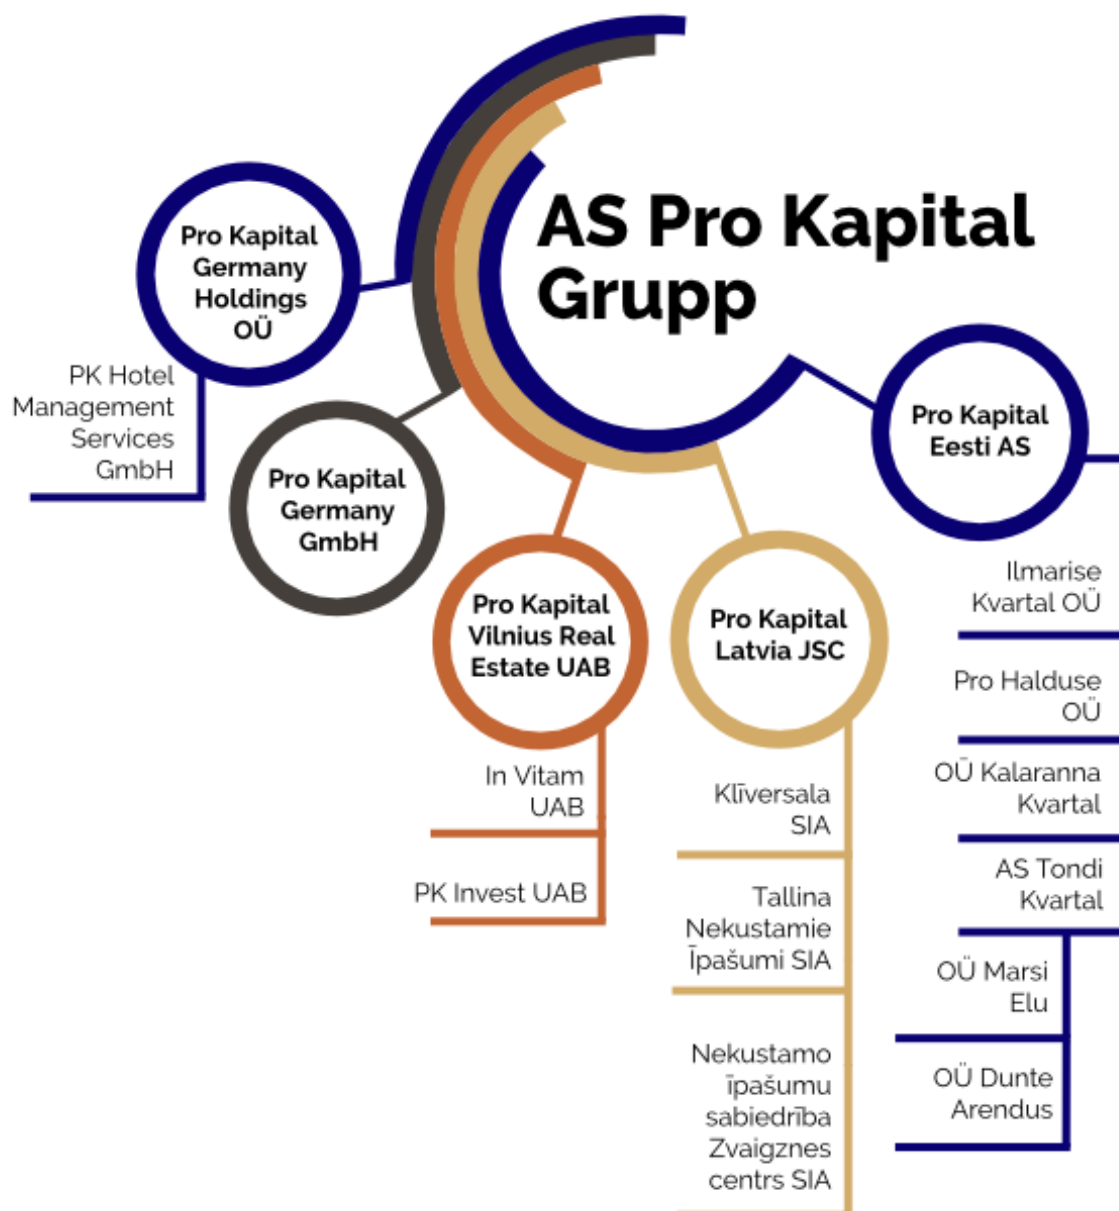 AS Pro Kapital
Grupp
Pro Kapital
Germany
Holdings
OÜ
PK Hotel
Management
Services
GmbH
Pro Kapital
Germany
GmbH
Pro Kapital
Vilnius Real
Estate UAB
In Vitam
UAB
PK Invest UAB
Pro Kapital
Latvia JSC
Klīversala
SIA
Tallina
Nekustamie
Īpašumi SIA
Nekustamo
īpašumu
sabiedrība
Zvaigznes
centrs SIA
Pro Kapital
Eesti AS
Ilmarise
Kvartal OÜ
Pro Halduse
OÜ
OÜ Kalaranna
Kvartal
AS Tondi
Kvartal
OÜ Marsi
Elu
OÜ Dunte
Arendus